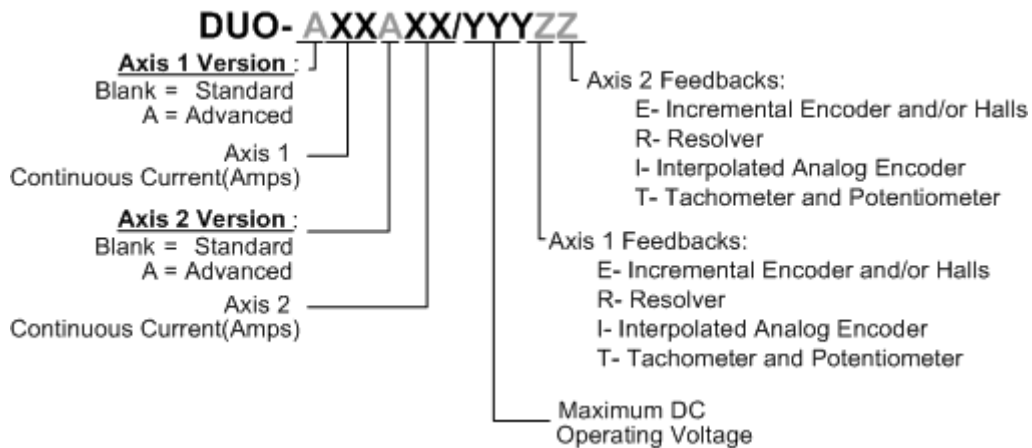 DUO- AXXAXX/YYYZZ
Axis 1 Version :
Blank = Standard
A = Advanced
Axis 1
Continuous Current(Amps)
Axis 2 Version :
Blank = Standard
A = Advanced
Axis 2
Continuous Current(Amps)
Axis 2 Feedbacks:
E- Incremental Encoder and/or Halls
R- Resolver
I- Interpolated Analog Encoder
T- Tachometer and Potentiometer
Axis 1 Feedbacks:
E- Incremental Encoder and/or Halls
R- Resolver
I- Interpolated Analog Encoder
T- Tachometer and Potentiometer
Maximum DC
Operating Voltage